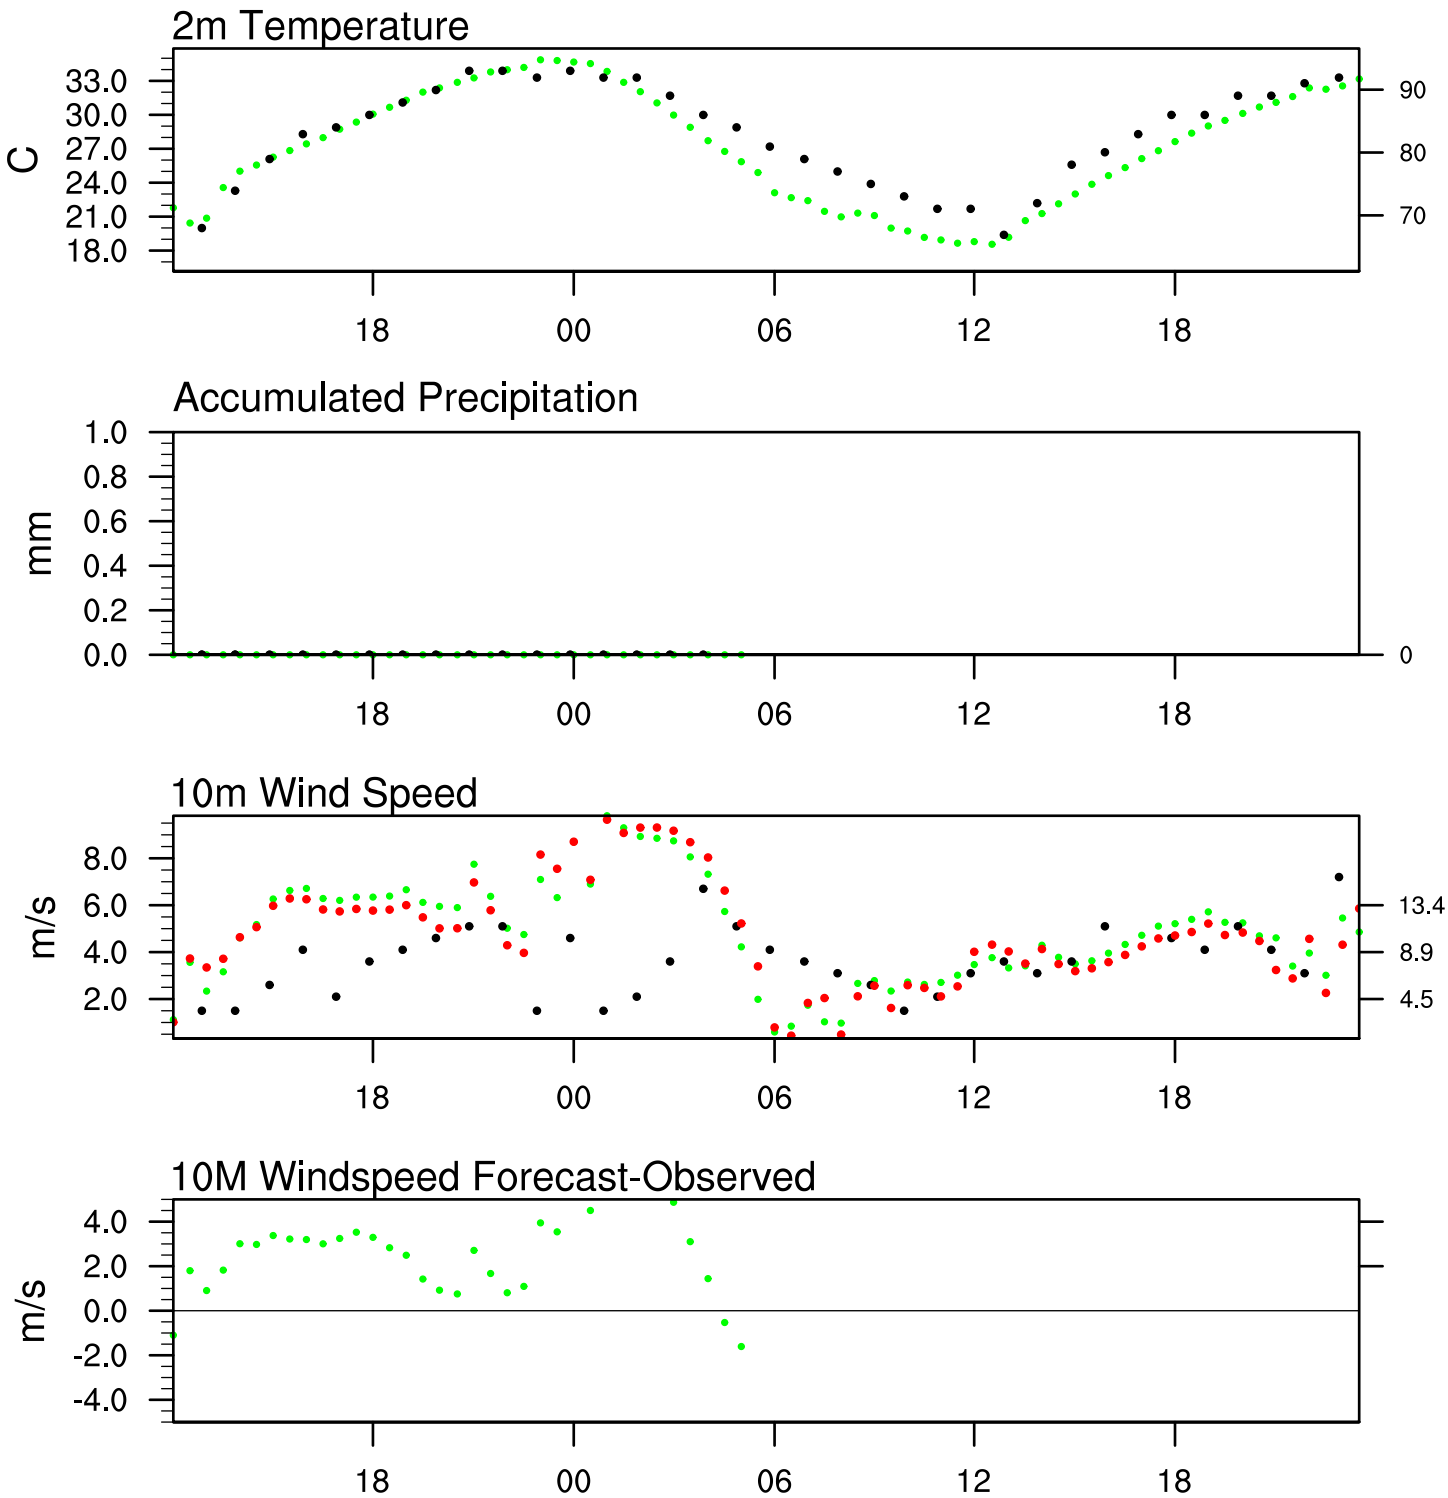 2m Temperature
33.0
30.0
27.0
24.0
21.0
18.0
C
90
80
70
18 00 06 12 18
Accumulated Precipitation
1.0
0.8
0.6
0.4
0.2
0.0
mm
0
18 00 06 12 18
10m Wind Speed
8.0
6.0
4.0
2.0
m/s
13.4
8.9
4.5
18 00 06 12 18
10M Windspeed Forecast-Observed
4.0
2.0
0.0
-2.0
-4.0
m/s
18 00 06 12 18